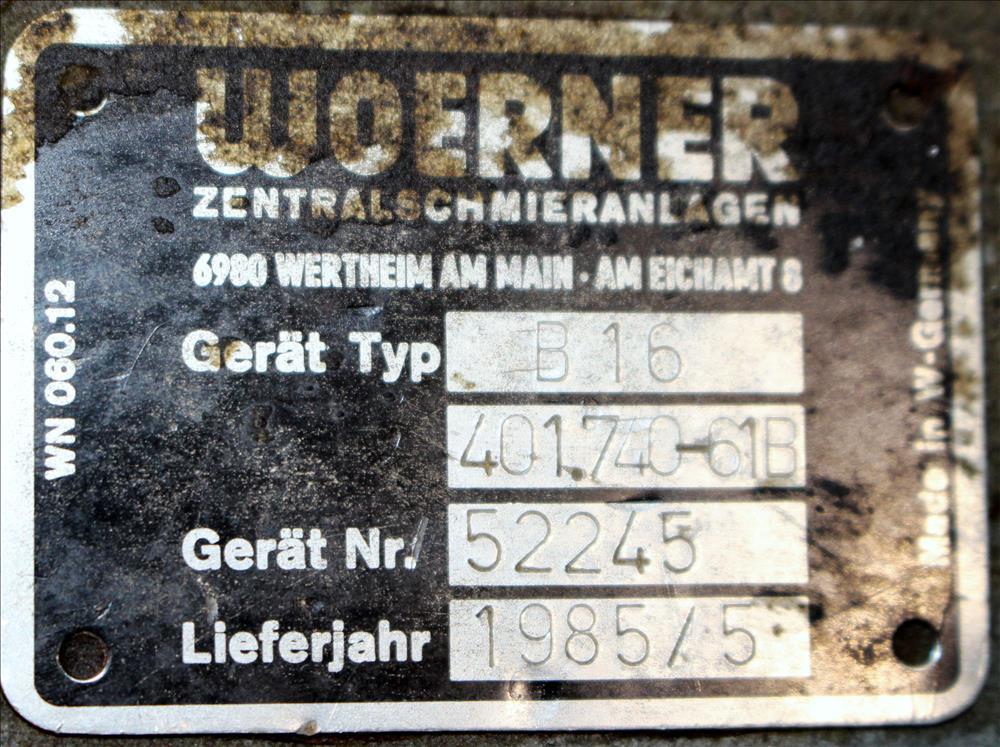 WOERNER
ZENTRALSCHMIERANLAGEN
6980 WERTHEIM AM MAIN · AM EICHAMT 8
Gerät Typ B 16
401.740-61B
Gerät Nr. 52245
Lieferjahr 1985/5
WN 060.12
Made in W-Germany